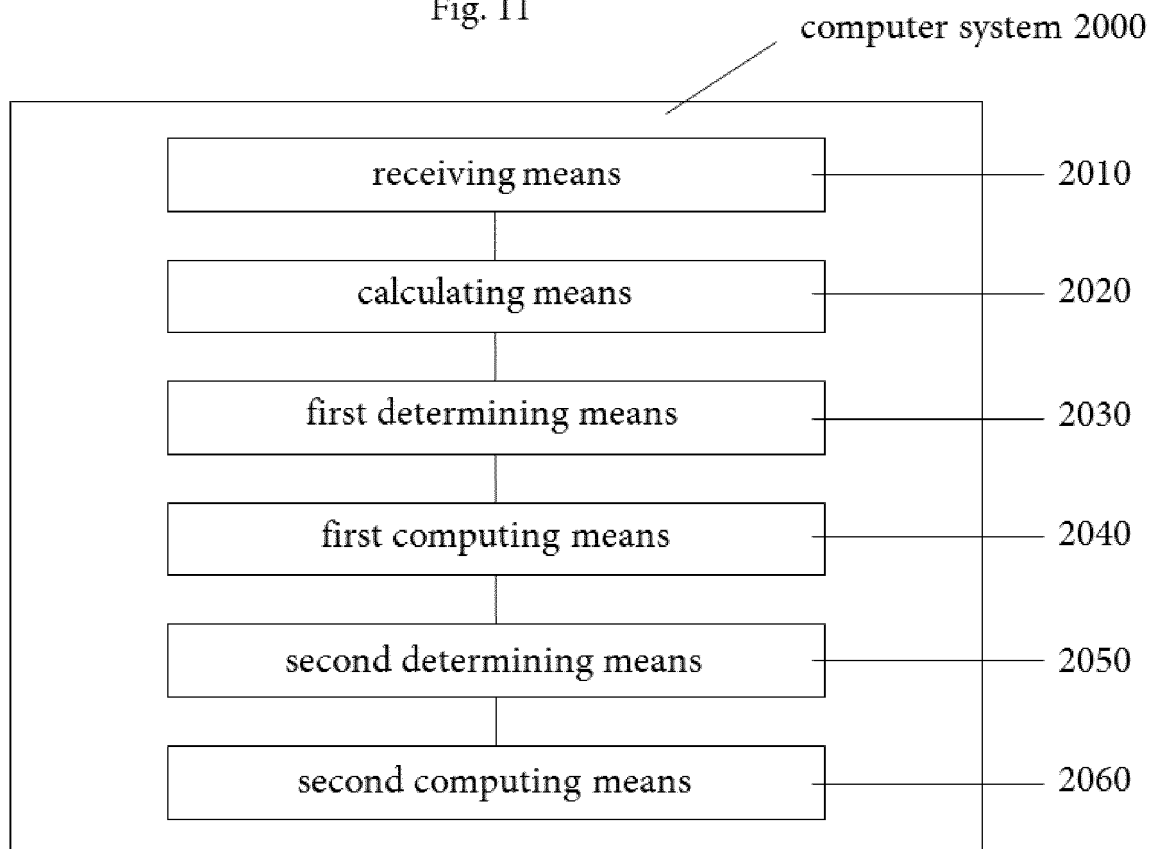 Fig. 11
computer system 2000
receiving means 2010
calculating means 2020
first determining means 2030
first computing means 2040
second determining means 2050
second computing means 2060